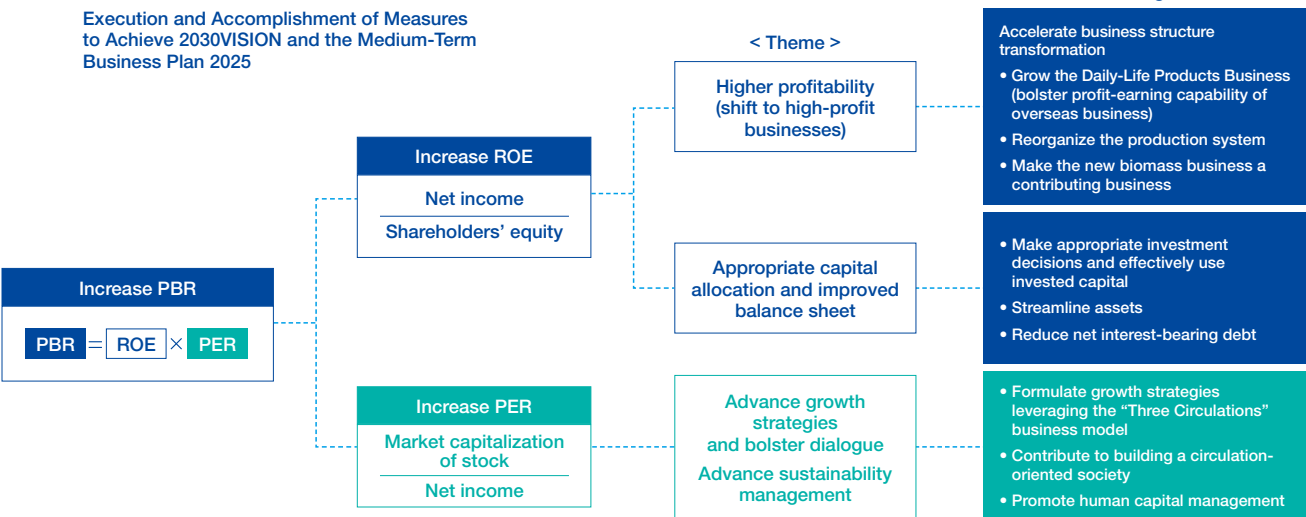 Execution and Accomplishment of Measures
to Achieve 2030VISION and the Medium-Term
Business Plan 2025
Increase PBR
PBR = ROE × PER
Increase ROE
Net income
Shareholders' equity
Increase PER
Market capitalization
of stock
Net income
< Theme >
Higher profitability
(shift to high-profit
businesses)
Appropriate capital
allocation and improved
balance sheet
Advance growth
strategies
and bolster dialogue
Advance sustainability
management
Accelerate business structure
transformation
• Grow the Daily-Life Products Business
(bolster profit-earning capability of
overseas business)
• Reorganize the production system
• Make the new biomass business a
contributing business
• Make appropriate investment
decisions and effectively use
invested capital
• Streamline assets
• Reduce net interest-bearing debt
• Formulate growth strategies
leveraging the “Three Circulations”
business model
• Contribute to building a circulation-
oriented society
• Promote human capital management